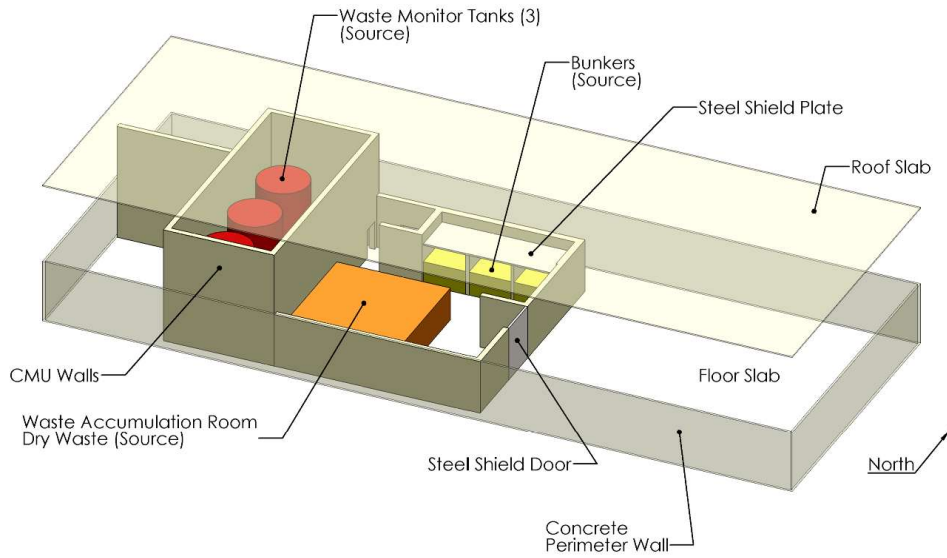 Waste Monitor Tanks (3)
(Source)
Bunkers
(Source)
Steel Shield Plate
Roof Slab
CMU Walls
Floor Slab
Waste Accumulation Room
Dry Waste (Source)
Steel Shield Door
North
Concrete
Perimeter Wall